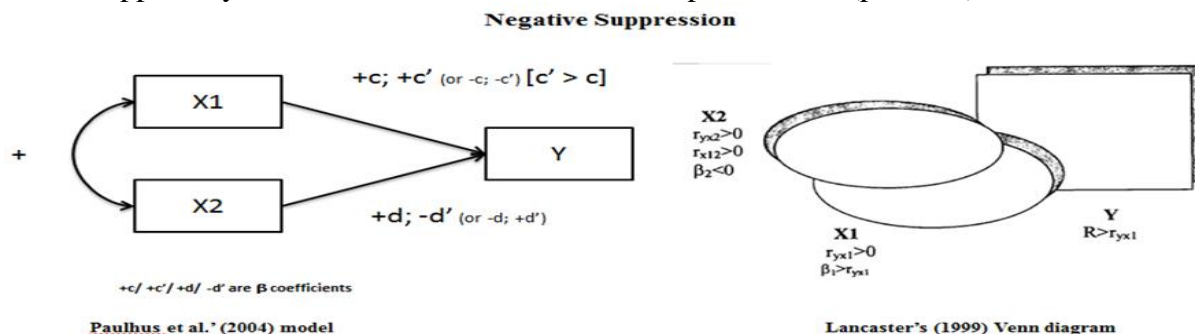 Negative Suppression
+c; +c' (or -c; -c') [c' > c]
X1
+
Y
X2
+d; -d' (or -d; +d')
+c/ +c'/ +d/ -d' are β coefficients
Paulhus et al.' (2004) model
X2
r_yx2>0
r_x12>0
β₂<0
X1
r_yx1>0
β₁>r_yx1
Y
R>r_yx1
Lancaster's (1999) Venn diagram